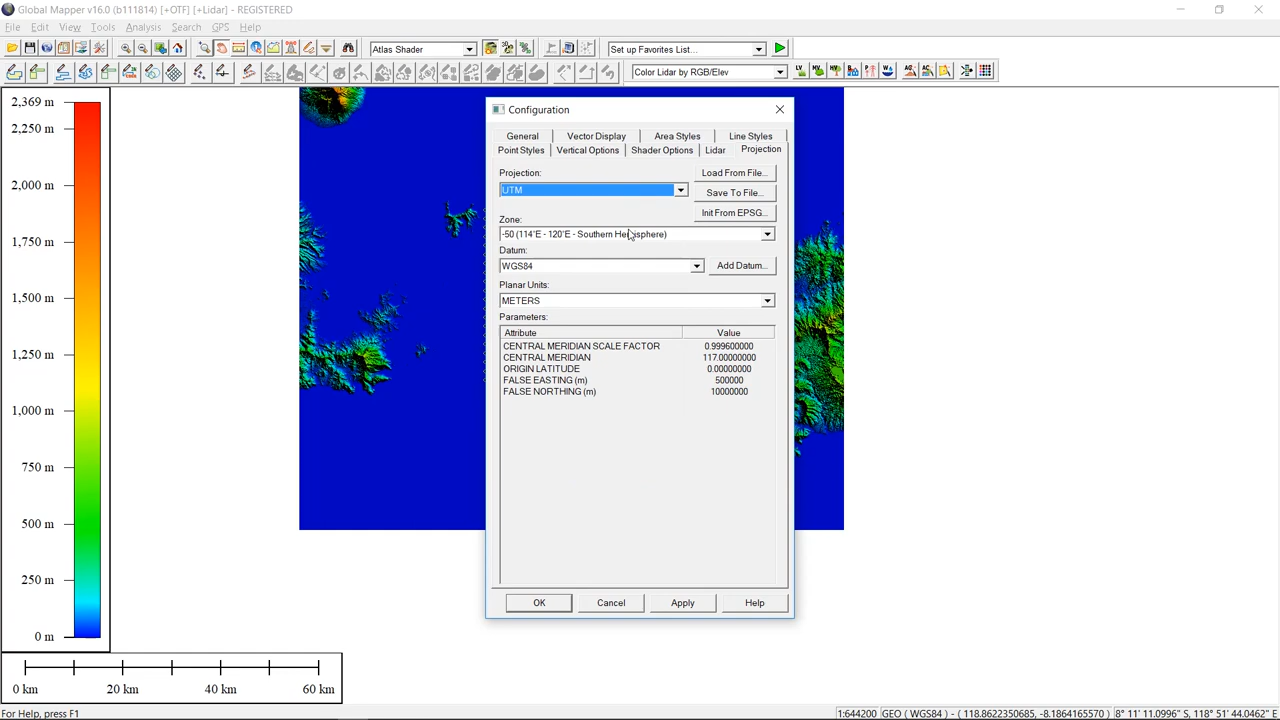 Global Mapper v16.0 (b111814) [+OTF] [+Lidar] - REGISTERED
File Edit View Tools Analysis Search GPS Help
Atlas Shader
Set up Favorites List...
Color Lidar by RGB/Elev
2,369 m
2,250 m
2,000 m
1,750 m
1,500 m
1,250 m
1,000 m
750 m
500 m
250 m
0 m
0 km 20 km 40 km 60 km
Configuration
General Vector Display Area Styles Line Styles
Point Styles Vertical Options Shader Options Lidar Projection
Projection:
UTM
Load From File...
Save To File...
Init From EPSG...
Zone:
-50 (114°E - 120°E - Southern Hemisphere)
Datum:
WGS84
Add Datum...
Planar Units:
METERS
Parameters:
Attribute Value
CENTRAL MERIDIAN SCALE FACTOR 0.999600000
CENTRAL MERIDIAN 117.00000000
ORIGIN LATITUDE 0.00000000
FALSE EASTING (m) 500000
FALSE NORTHING (m) 10000000
OK Cancel Apply Help
For Help, press F1
1:644200 GEO ( WGS84 ) - ( 118.8622350685, -8.1864165570 ) 8° 11' 11.0996" S, 118° 51' 44.0462" E